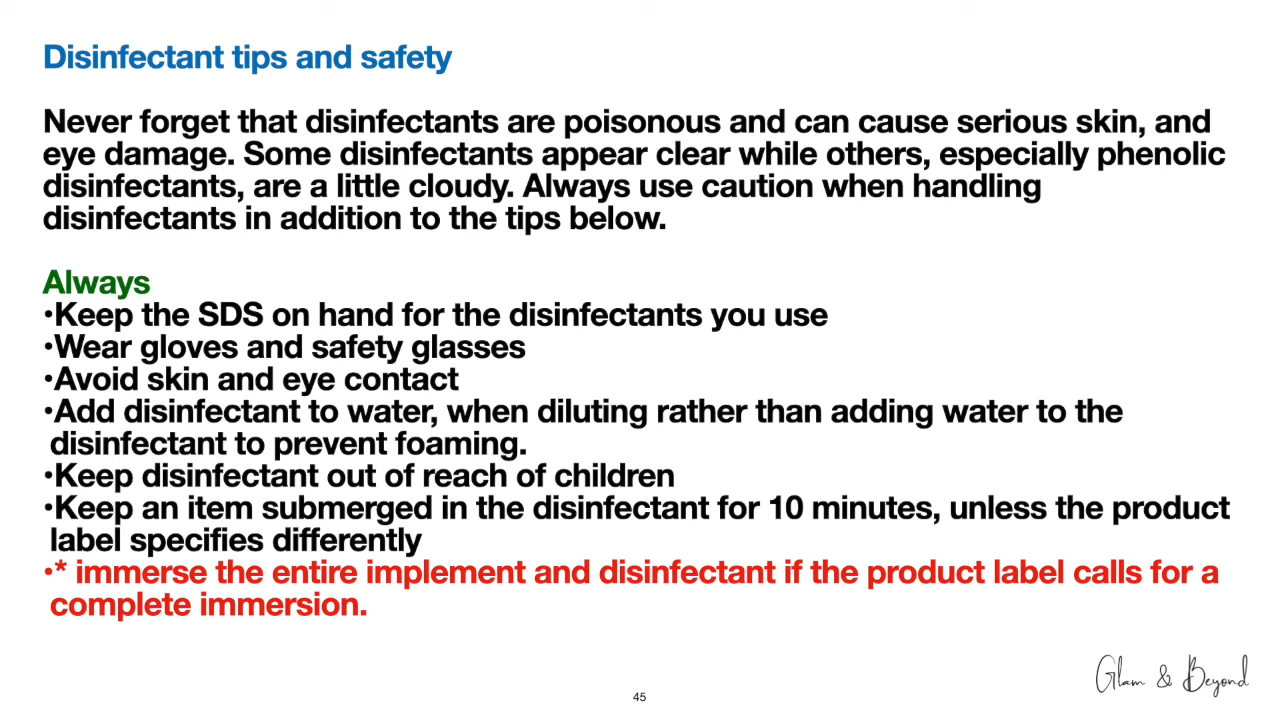 Disinfectant tips and safety
Never forget that disinfectants are poisonous and can cause serious skin, and
eye damage. Some disinfectants appear clear while others, especially phenolic
disinfectants, are a little cloudy. Always use caution when handling
disinfectants in addition to the tips below.
Always
•Keep the SDS on hand for the disinfectants you use
•Wear gloves and safety glasses
•Avoid skin and eye contact
•Add disinfectant to water, when diluting rather than adding water to the
disinfectant to prevent foaming.
•Keep disinfectant out of reach of children
•Keep an item submerged in the disinfectant for 10 minutes, unless the product
label specifies differently
•* immerse the entire implement and disinfectant if the product label calls for a
complete immersion.
Glam & Beyond
45